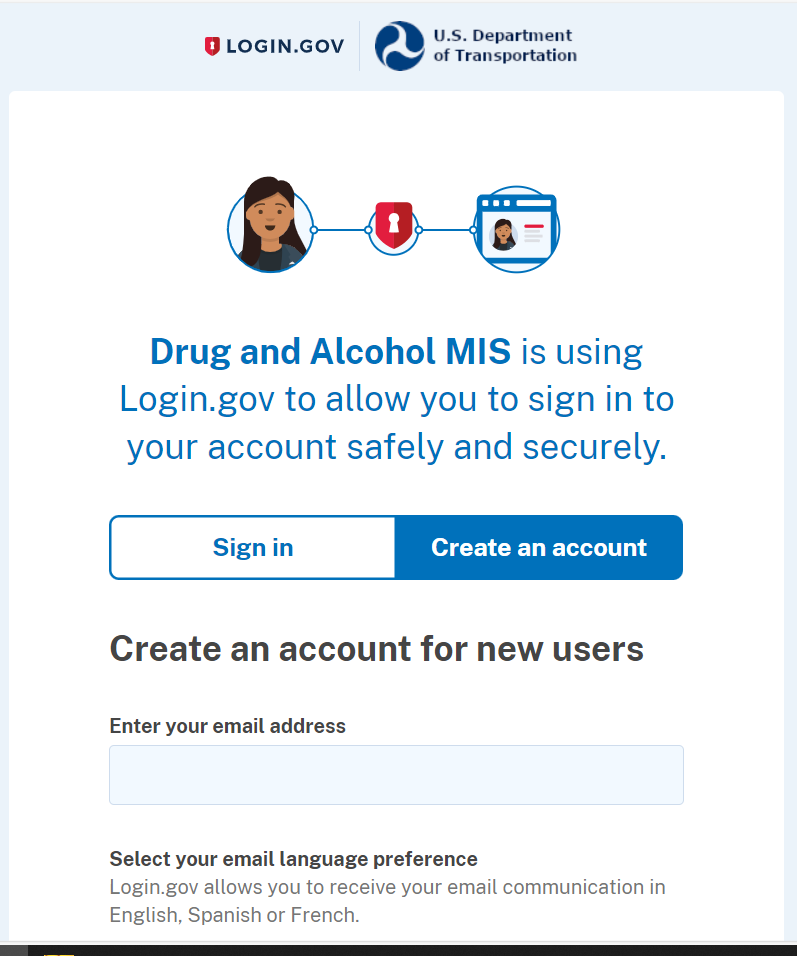 LOGIN.GOV
U.S. Department
of Transportation
Drug and Alcohol MIS is using
Login.gov to allow you to sign in to
your account safely and securely.
Sign in
Create an account
Create an account for new users
Enter your email address
Select your email language preference
Login.gov allows you to receive your email communication in
English, Spanish or French.